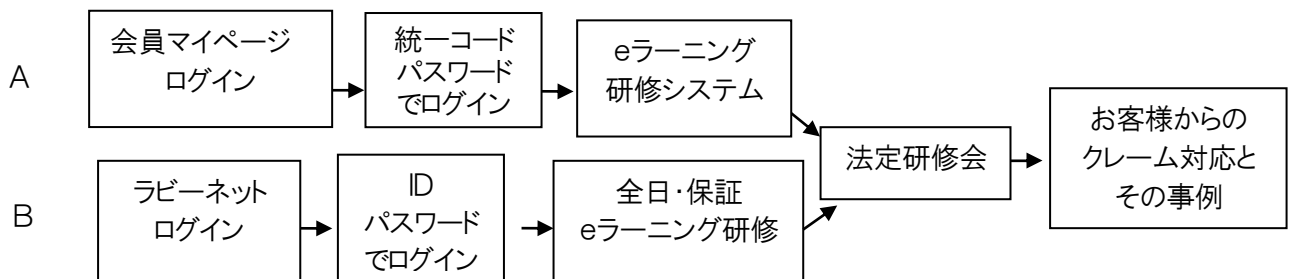 A
会員マイページ
ログイン
統一コード
パスワード
でログイン
eラーニング
研修システム
法定研修会
お客様からの
クレーム対応と
その事例
B
ラビーネット
ログイン
ID
パスワード
でログイン
全日・保証
eラーニング研修